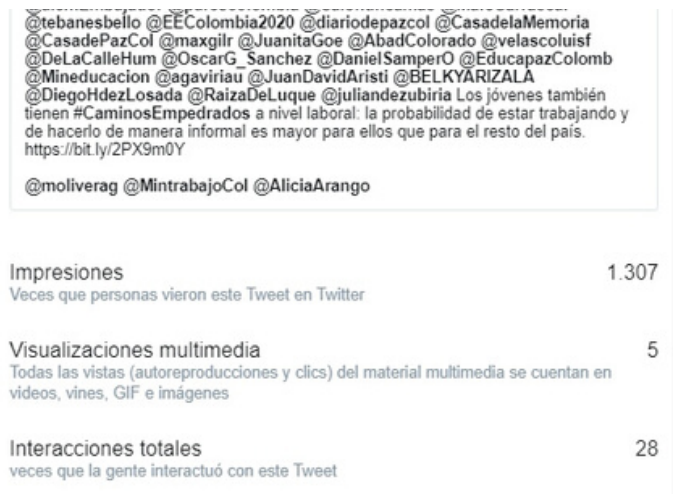 @tebanesbello @EEColombia2020 @diariodepazcol @CasadelaMemoria
@CasadePazCol @maxgilr @JuanitaGoe @AbadColorado @velascoluisf
@DeLaCalleHum @OscarG_Sanchez @DanielSamperO @EducapazColomb
@Mineducacion @agaviriau @JuanDavidAristi @BELKYARIZALA
@DiegoHdezLosada @RaizaDeLuque @juliandezubiria Los jóvenes también
tienen #CaminosEmpedrados a nivel laboral: la probabilidad de estar trabajando y
de hacerlo de manera informal es mayor para ellos que para el resto del país.
https://bit.ly/2PX9m0Y
@moliverag @MintrabajoCol @AliciaArango
Impresiones 1.307
Veces que personas vieron este Tweet en Twitter
Visualizaciones multimedia 5
Todas las vistas (autoreproducciones y clics) del material multimedia se cuentan en
videos, vines, GIF e imágenes
Interacciones totales 28
veces que la gente interactuó con este Tweet